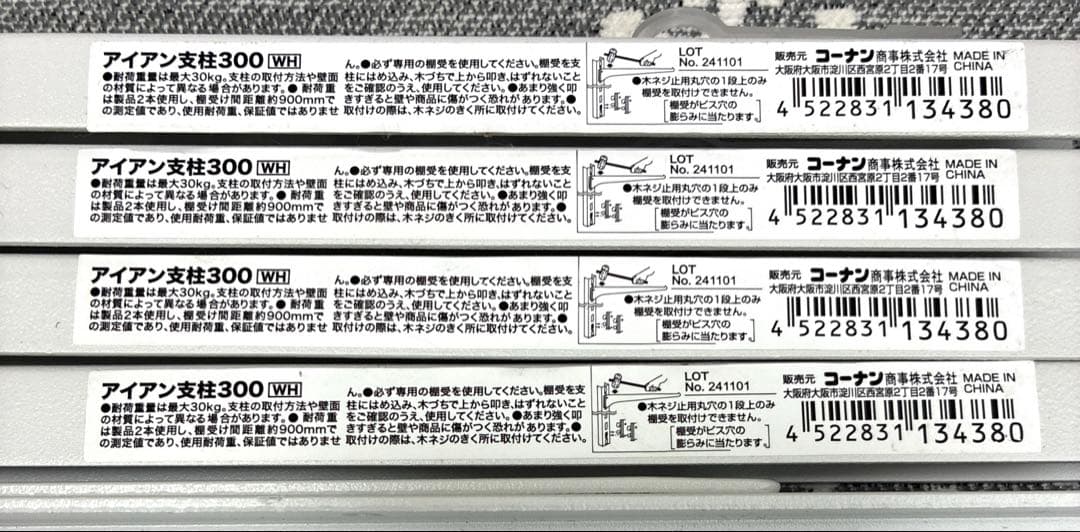 アイアン支柱300 WH
●耐荷重量は最大30kg。支柱の取付方法や壁面
の材質によって異なる場合があります。● 耐荷重
は製品2本使用し、棚受け間距離約900mmで
の測定値であり、使用耐荷重、保証値ではありませ
ん。●必ず専用の棚受を使用してください。棚受を支
柱にはめ込み、木づちで上から叩き、はずれないこと
をご確認のうえ、使用してください。●あまり強く叩
きすぎると壁や商品に傷がつく恐れがあります。●
取付けの際は、木ネジのきく所に取付けてください。
LOT
No. 241101
●木ネジ止用丸穴の1段上のみ
棚受を取付けできません。
[棚受がビス穴の
膨らみに当たります。]
販売元 コーナン商事株式会社 MADE IN
大阪府大阪市淀川区西宮原2丁目2番17号 CHINA
4 522831 134380
アイアン支柱300 WH
●耐荷重量は最大30kg。支柱の取付方法や壁面
の材質によって異なる場合があります。● 耐荷重
は製品2本使用し、棚受け間距離約900mmで
の測定値であり、使用耐荷重、保証値ではありませ
ん。●必ず専用の棚受を使用してください。棚受を支
柱にはめ込み、木づちで上から叩き、はずれないこと
をご確認のうえ、使用してください。●あまり強く叩
きすぎると壁や商品に傷がつく恐れがあります。●
取付けの際は、木ネジのきく所に取付けてください。
LOT
No. 241101
●木ネジ止用丸穴の1段上のみ
棚受を取付けできません。
[棚受がビス穴の
膨らみに当たります。]
販売元 コーナン商事株式会社 MADE IN
大阪府大阪市淀川区西宮原2丁目2番17号 CHINA
4 522831 134380
アイアン支柱300 WH
●耐荷重量は最大30kg。支柱の取付方法や壁面
の材質によって異なる場合があります。● 耐荷重
は製品2本使用し、棚受け間距離約900mmで
の測定値であり、使用耐荷重、保証値ではありませ
ん。●必ず専用の棚受を使用してください。棚受を支
柱にはめ込み、木づちで上から叩き、はずれないこと
をご確認のうえ、使用してください。●あまり強く叩
きすぎると壁や商品に傷がつく恐れがあります。●
取付けの際は、木ネジのきく所に取付けてください。
LOT
No. 241101
●木ネジ止用丸穴の1段上のみ
棚受を取付けできません。
[棚受がビス穴の
膨らみに当たります。]
販売元 コーナン商事株式会社 MADE IN
大阪府大阪市淀川区西宮原2丁目2番17号 CHINA
4 522831 134380
アイアン支柱300 WH
●耐荷重量は最大30kg。支柱の取付方法や壁面
の材質によって異なる場合があります。● 耐荷重
は製品2本使用し、棚受け間距離約900mmで
の測定値であり、使用耐荷重、保証値ではありませ
ん。●必ず専用の棚受を使用してください。棚受を支
柱にはめ込み、木づちで上から叩き、はずれないこと
をご確認のうえ、使用してください。●あまり強く叩
きすぎると壁や商品に傷がつく恐れがあります。●
取付けの際は、木ネジのきく所に取付けてください。
LOT
No. 241101
●木ネジ止用丸穴の1段上のみ
棚受を取付けできません。
[棚受がビス穴の
膨らみに当たります。]
販売元 コーナン商事株式会社 MADE IN
大阪府大阪市淀川区西宮原2丁目2番17号 CHINA
4 522831 134380